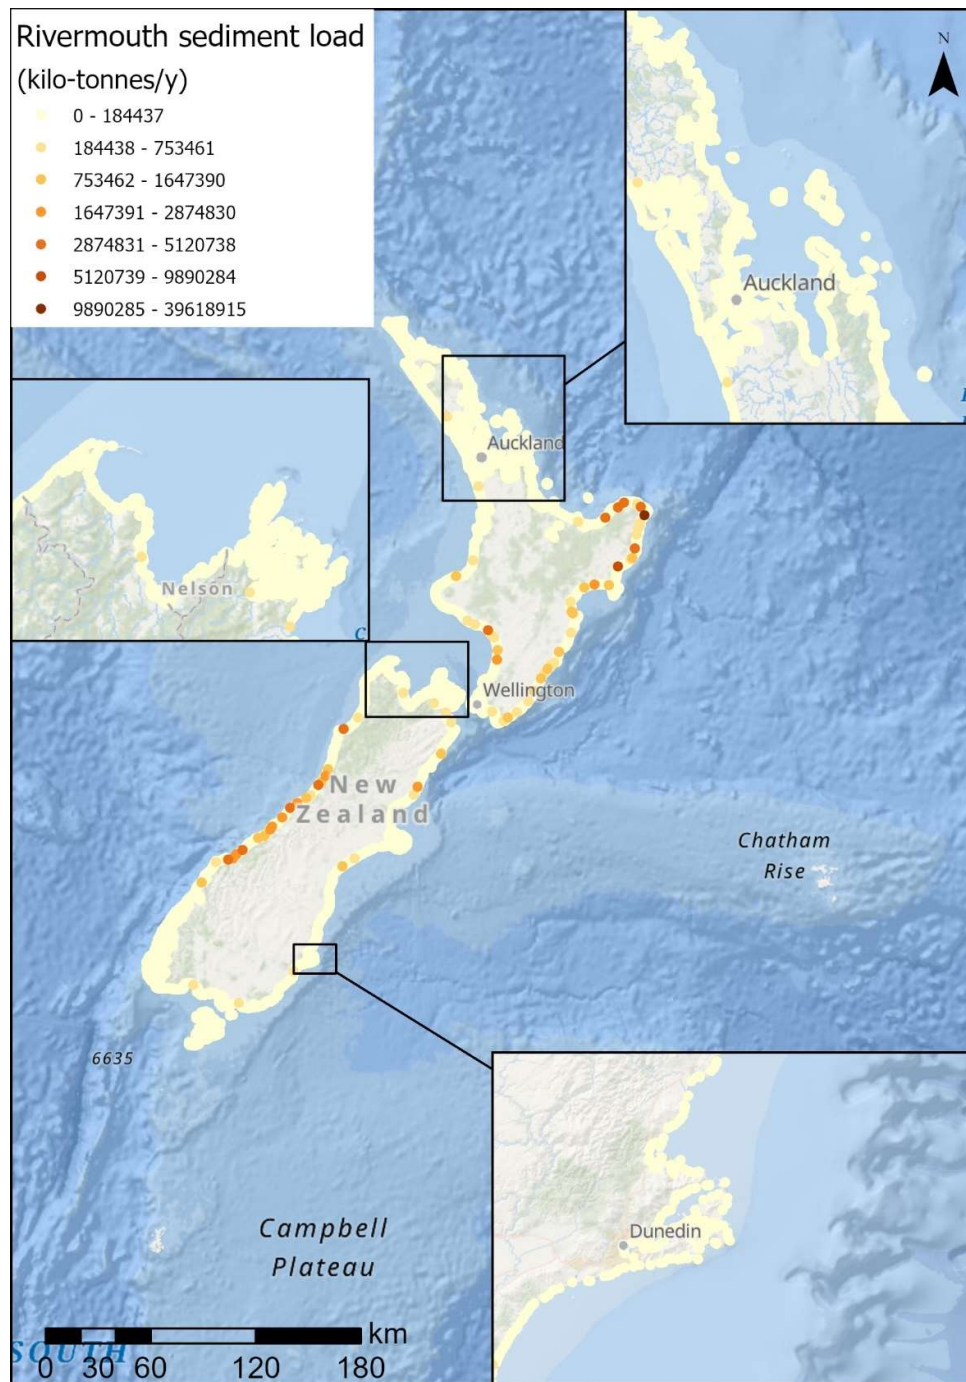 Rivermouth sediment load
(kilo-tonnes/y)
0 - 184437
184438 - 753461
753462 - 1647390
1647391 - 2874830
2874831 - 5120738
5120739 - 9890284
9890285 - 39618915
N
Auckland
Auckland
Nelson
C
Wellington
New
Zealand
Chatham
Rise
6635
Dunedin
Campbell
Plateau
SOUTH
km
0 30 60 120 180